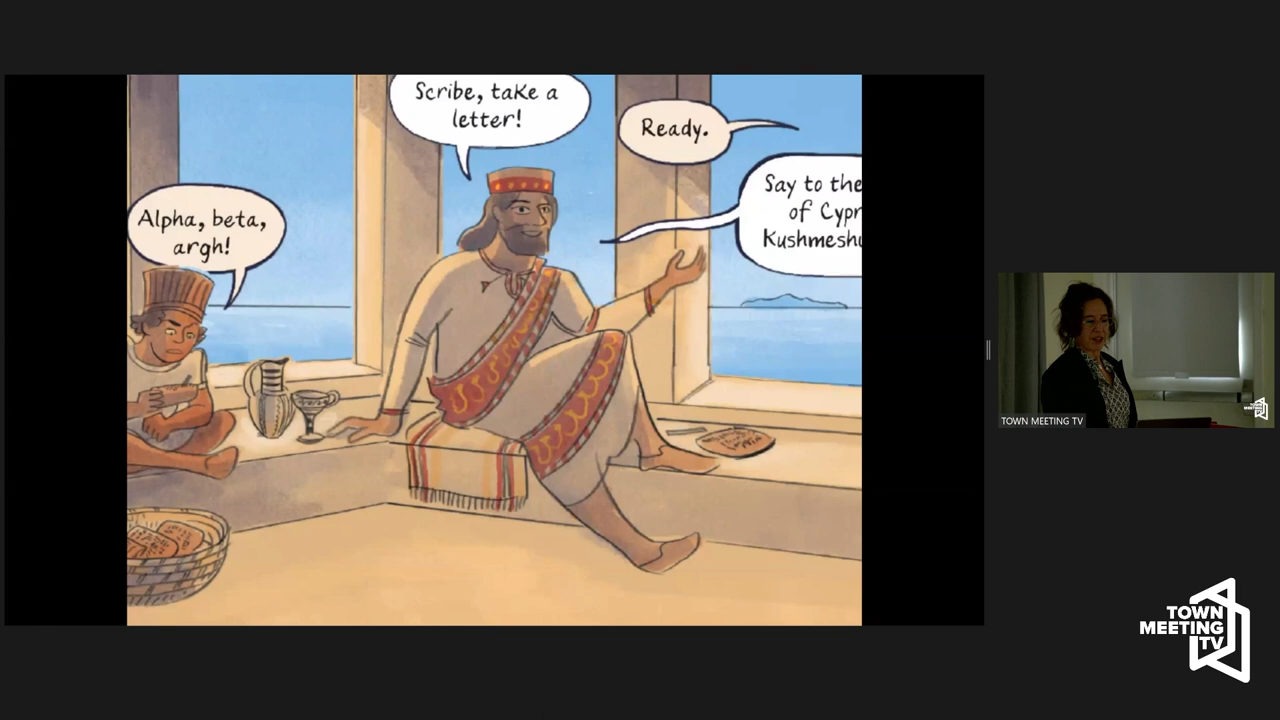 Scribe, take a
letter!
Ready.
Say to the
of Cypr
Kushmeshu
Alpha, beta,
argh!
TOWN MEETING TV
TOWN
MEETING
TV